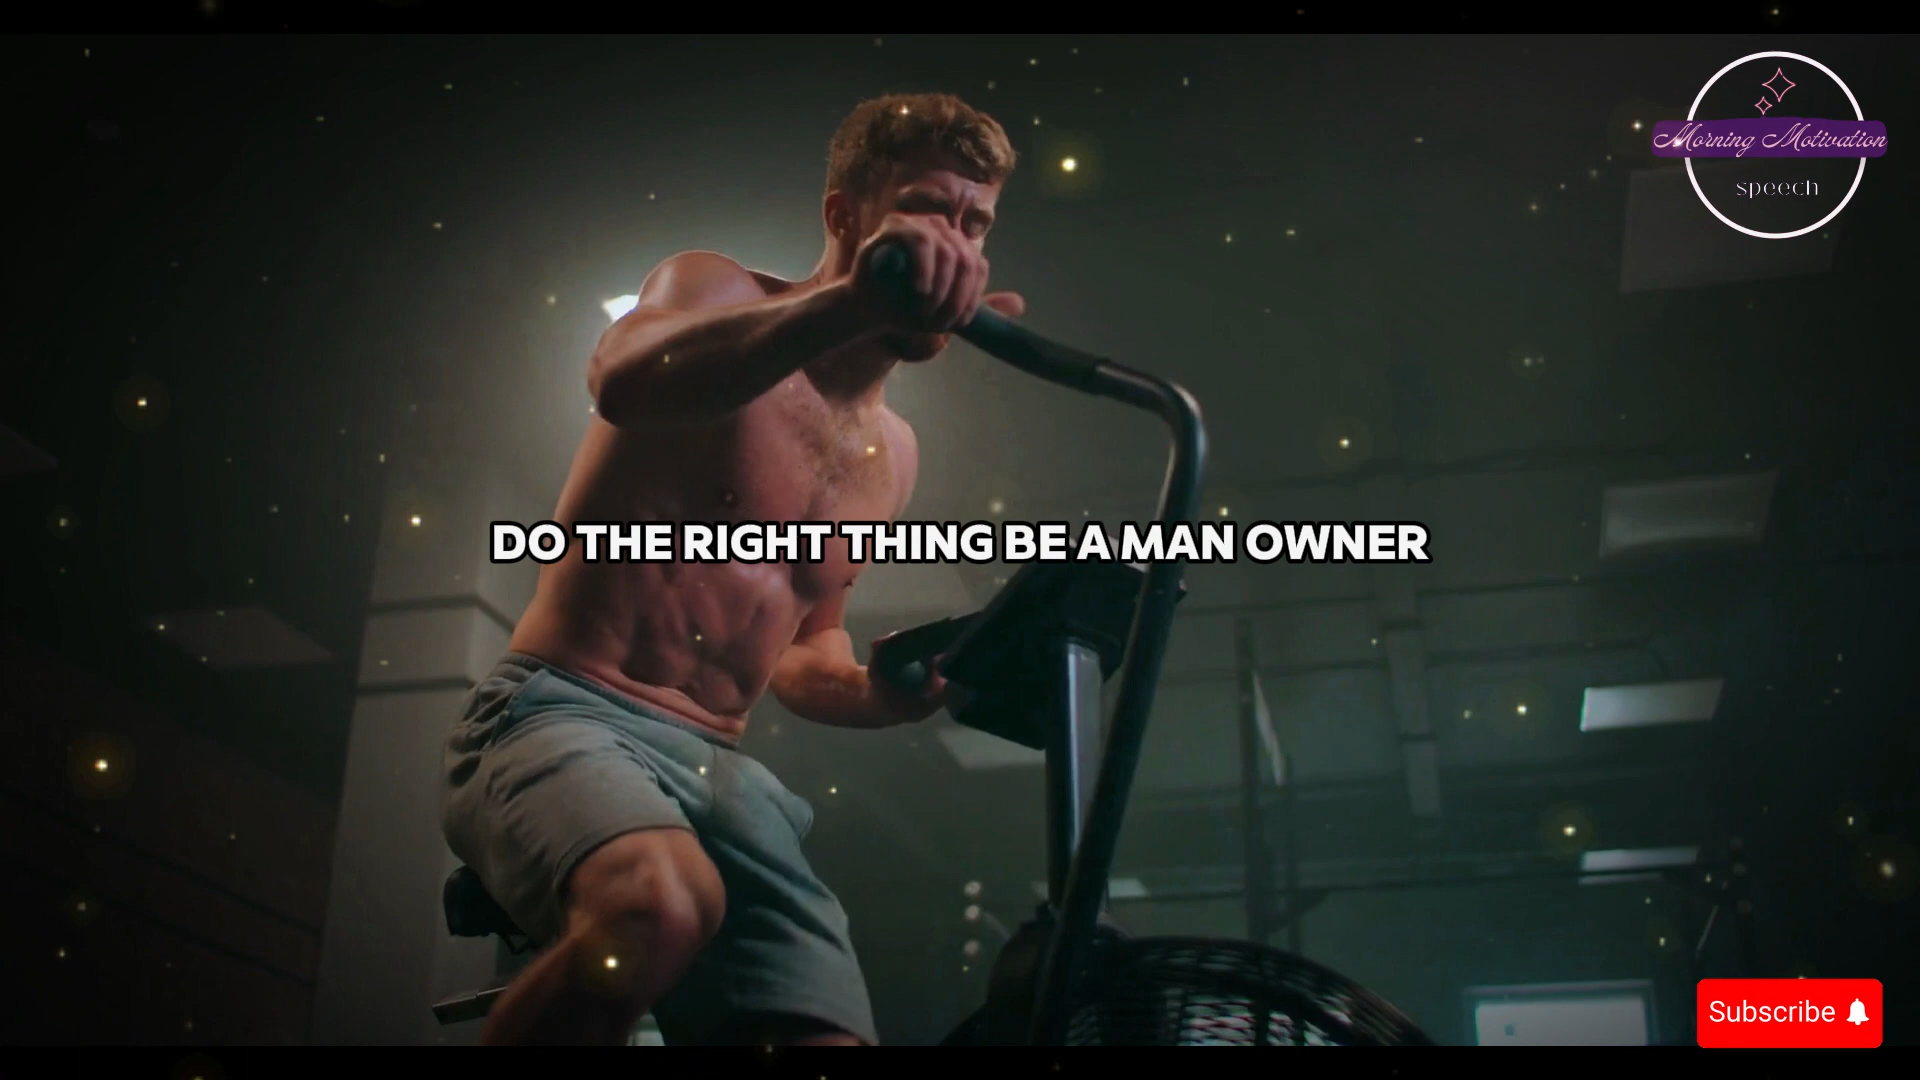 Morning Motivation
speech
DO THE RIGHT THING BE A MAN OWNER
Subscribe